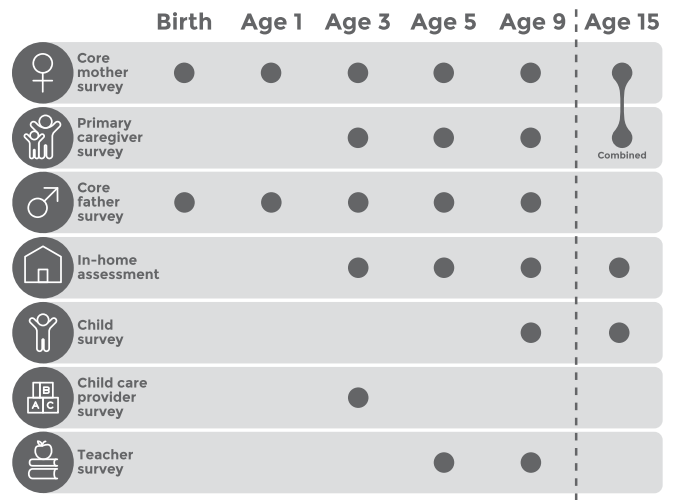 Birth Age 1 Age 3 Age 5 Age 9 Age 15
Core
mother
survey
Primary
caregiver
survey
Combined
Core
father
survey
In-home
assessment
Child
survey
B
A C
Child care
provider
survey
Teacher
survey